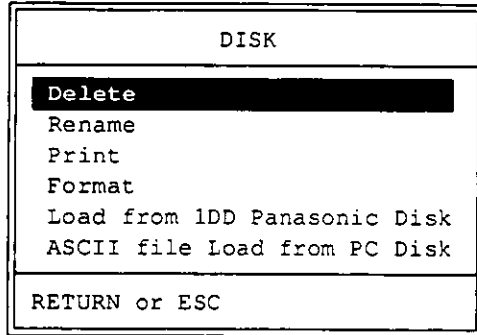 DISK
Delete
Rename
Print
Format
Load from 1DD Panasonic Disk
ASCII file Load from PC Disk
RETURN or ESC